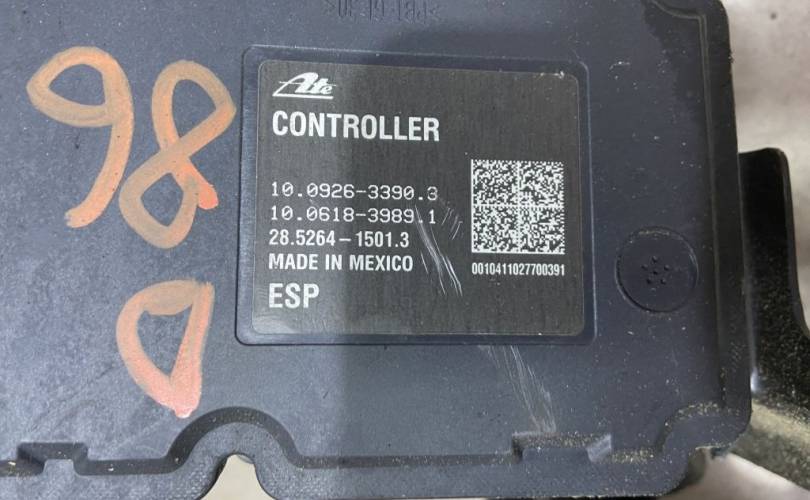 98
D
Ate
CONTROLLER
10.0926-3390.3
10.0618-3989.1
28.5264-1501.3
MADE IN MEXICO
0010411027700391
ESP